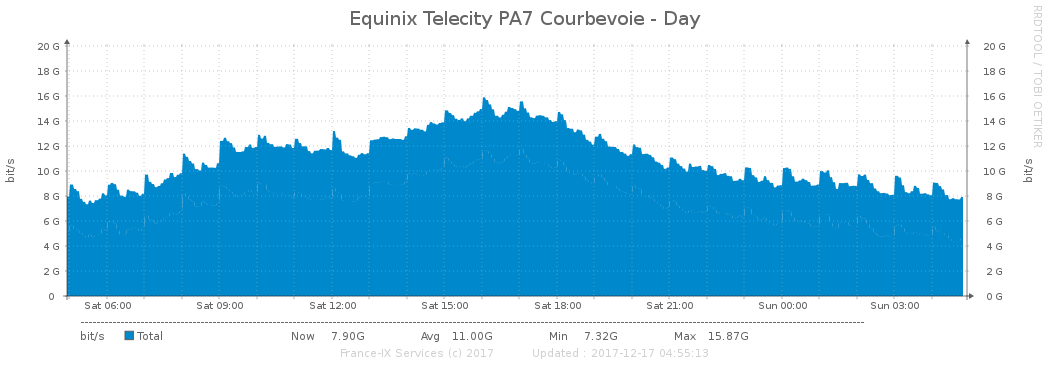 Equinix Telecity PA7 Courbevoie - Day
RRDTOOL / TOBI OETIKER
bit/s
20 G 20 G
18 G 18 G
16 G 16 G
14 G 14 G
12 G 12 G
10 G 10 G
8 G 8 G
6 G 6 G
4 G 4 G
2 G 2 G
0 0 G
bit/s
Sat 06:00 Sat 09:00 Sat 12:00 Sat 15:00 Sat 18:00 Sat 21:00 Sun 00:00 Sun 03:00
bit/s Total Now 7.90G Avg 11.00G Min 7.32G Max 15.87G
France-IX Services (c) 2017 Updated : 2017-12-17 04:55:13